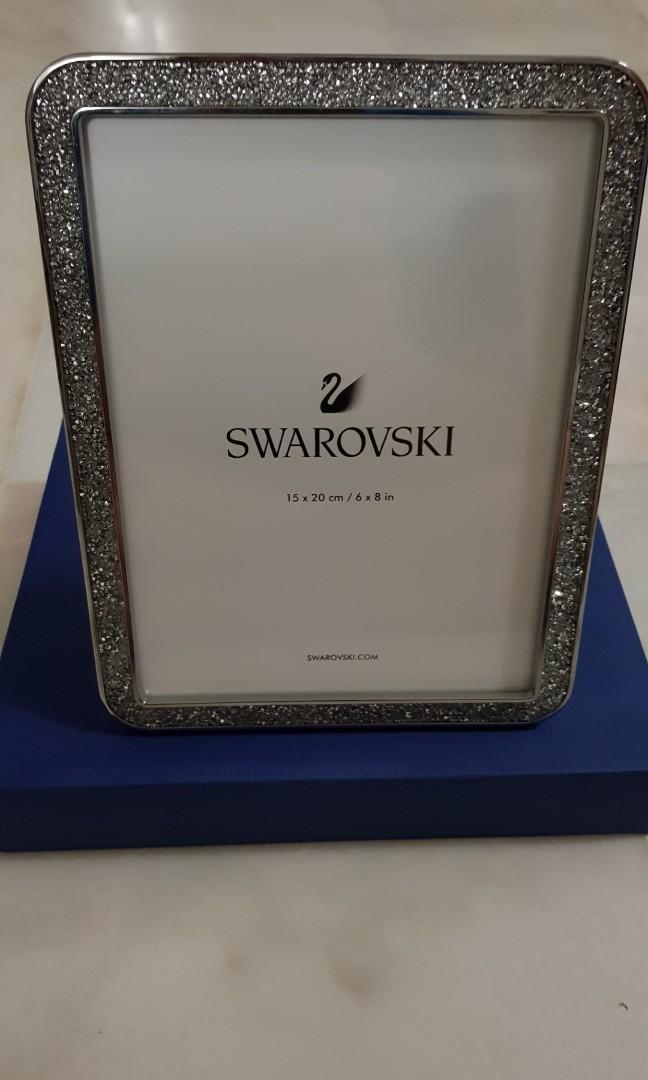 SWAROVSKI
15 x 20 cm / 6 x 8 in
SWAROVSKI.COM